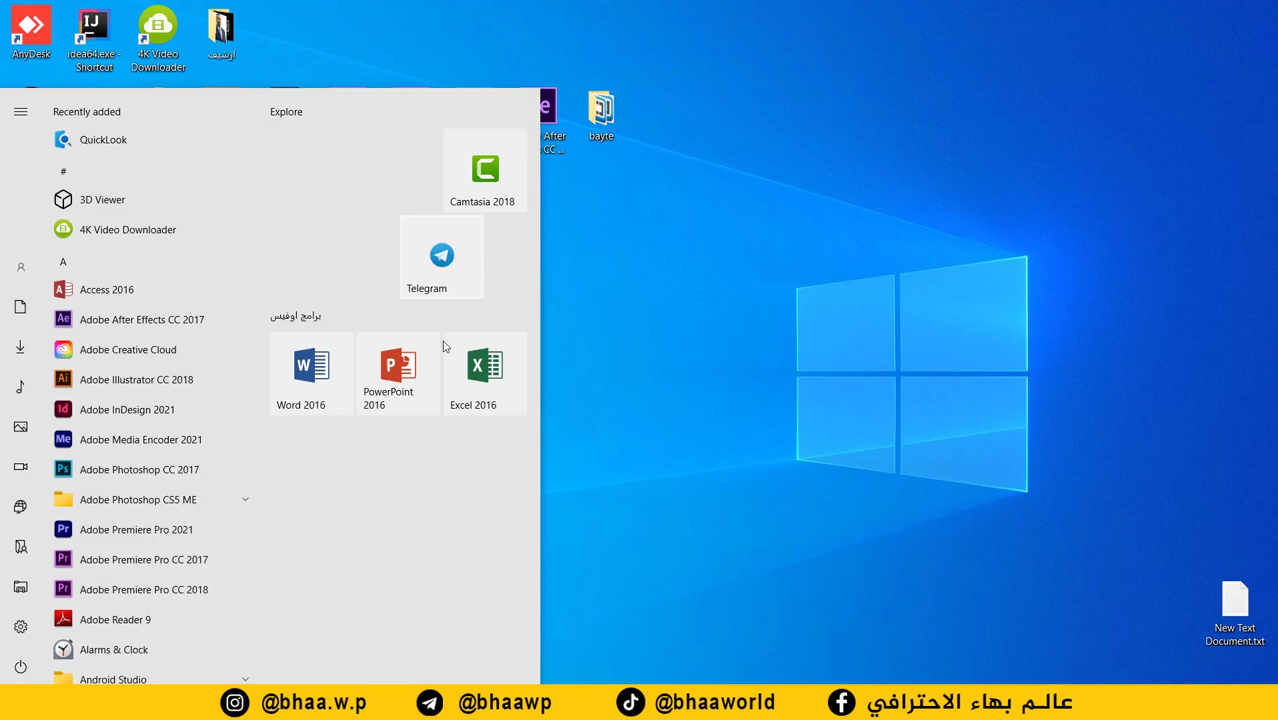 AnyDesk
idea64.exe -
Shortcut
4K Video
Downloader
ارشيف
After
CC ...
bayte
Recently added
QuickLook
#
3D Viewer
4K Video Downloader
A
Access 2016
Adobe After Effects CC 2017
Adobe Creative Cloud
Adobe Illustrator CC 2018
Adobe InDesign 2021
Adobe Media Encoder 2021
Adobe Photoshop CC 2017
Adobe Photoshop CS5 ME
Adobe Premiere Pro 2021
Adobe Premiere Pro CC 2017
Adobe Premiere Pro CC 2018
Adobe Reader 9
Alarms & Clock
Android Studio
Explore
Camtasia 2018
Telegram
برامج اوفيس
Word 2016
PowerPoint
2016
Excel 2016
New Text
Document.txt
@bhaa.w.p
@bhaawp
@bhaaworld
عالم بهاء الاحترافي